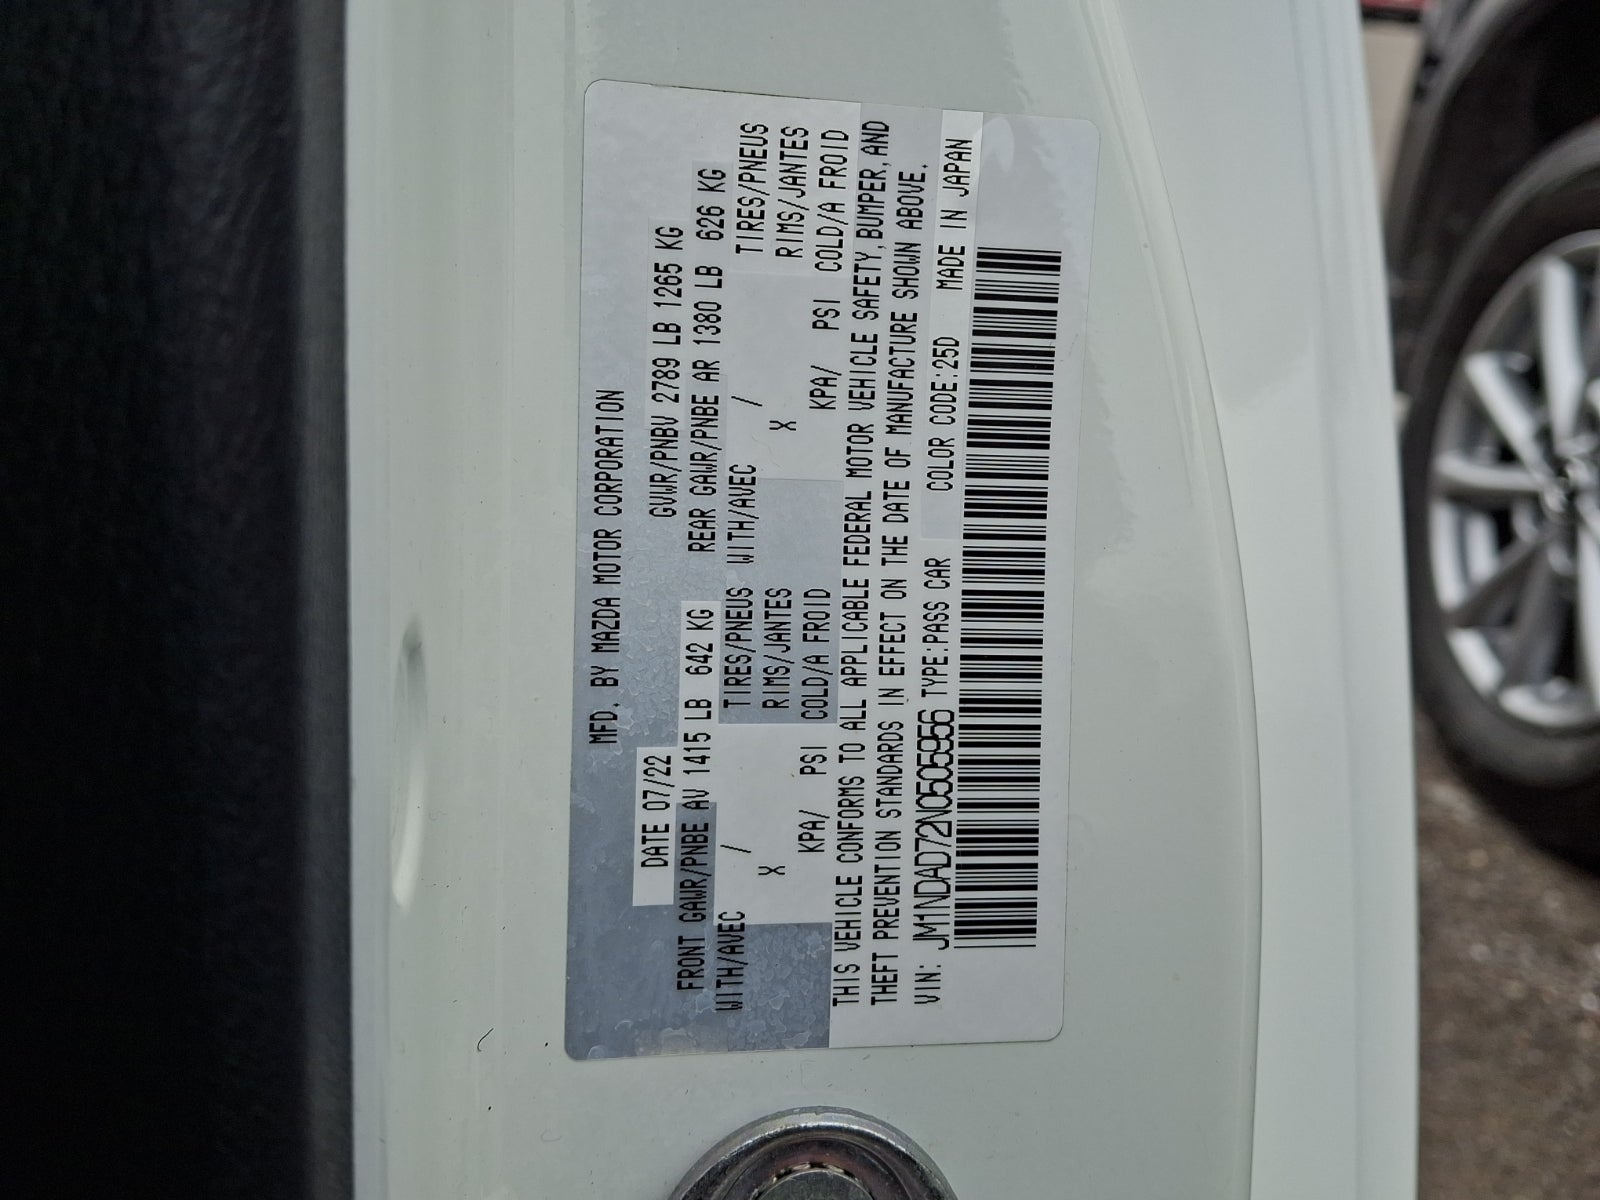 MFD. BY MAZDA MOTOR CORPORATION
DATE 07/22 GVWR/PNBV 2789 LB 1265 KG
FRONT GAWR/PNBE AV 1415 LB 642 KG REAR GAWR/PNBE AR 1380 LB 626 KG
WITH/AVEC / TIRES/PNEUS WITH/AVEC / TIRES/PNEUS
X RIMS/JANTES X RIMS/JANTES
KPA/ PSI COLD/A FROID KPA/ PSI COLD/A FROID
THIS VEHICLE CONFORMS TO ALL APPLICABLE FEDERAL MOTOR VEHICLE SAFETY, BUMPER, AND
THEFT PREVENTION STANDARDS IN EFFECT ON THE DATE OF MANUFACTURE SHOWN ABOVE.
VIN: JM1NDAD72N0505956 TYPE:PASS CAR COLOR CODE:25D MADE IN JAPAN